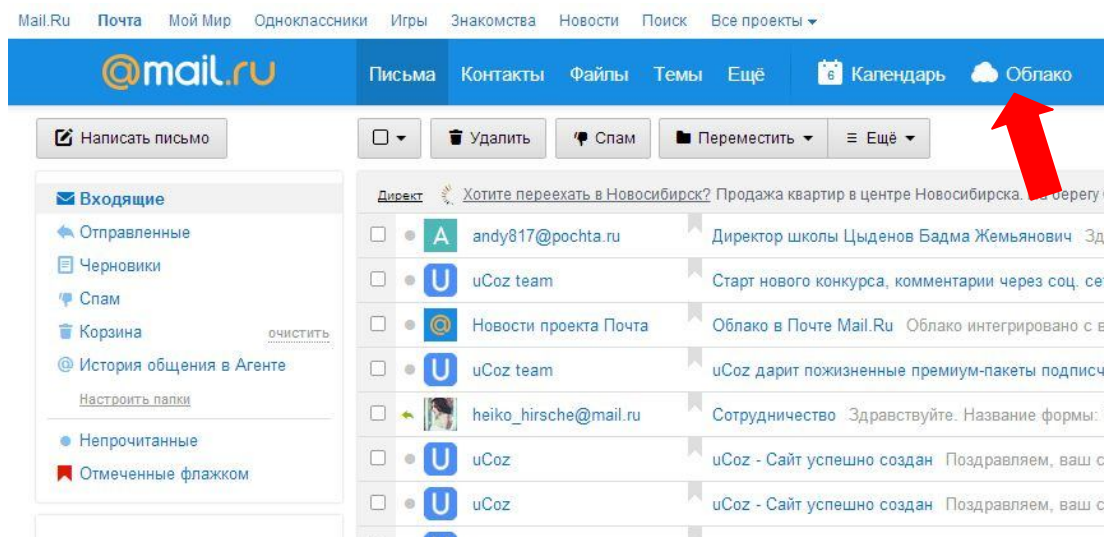 Mail.Ru Почта Мой Мир Одноклассники Игры Знакомства Новости Поиск Все проекты
@mail.ru Письма Контакты Файлы Темы Ещё 6 Календарь Облако
Написать письмо Удалить Спам Переместить Ещё
Входящие
Отправленные
Черновики
Спам
Корзина очистить
История общения в Агенте
Настроить папки
Непрочитанные
Отмеченные флажком
Директ Хотите переехать в Новосибирск? Продажа квартир в центре Новосибирска. берегу
A andy817@pochta.ru Директор школы Цыденов Бадма Жемьянович Зд
U uCoz team Старт нового конкурса, комментарии через соц. се
@ Новости проекта Почта Облако в Почте Mail.Ru Облако интегрировано с в
U uCoz team uCoz дарит пожизненные премиум-пакеты подписч
heiko_hirsche@mail.ru Сотрудничество Здравствуйте. Название формы:
U uCoz uCoz - Сайт успешно создан Поздравляем, ваш с
U uCoz uCoz - Сайт успешно создан Поздравляем, ваш с